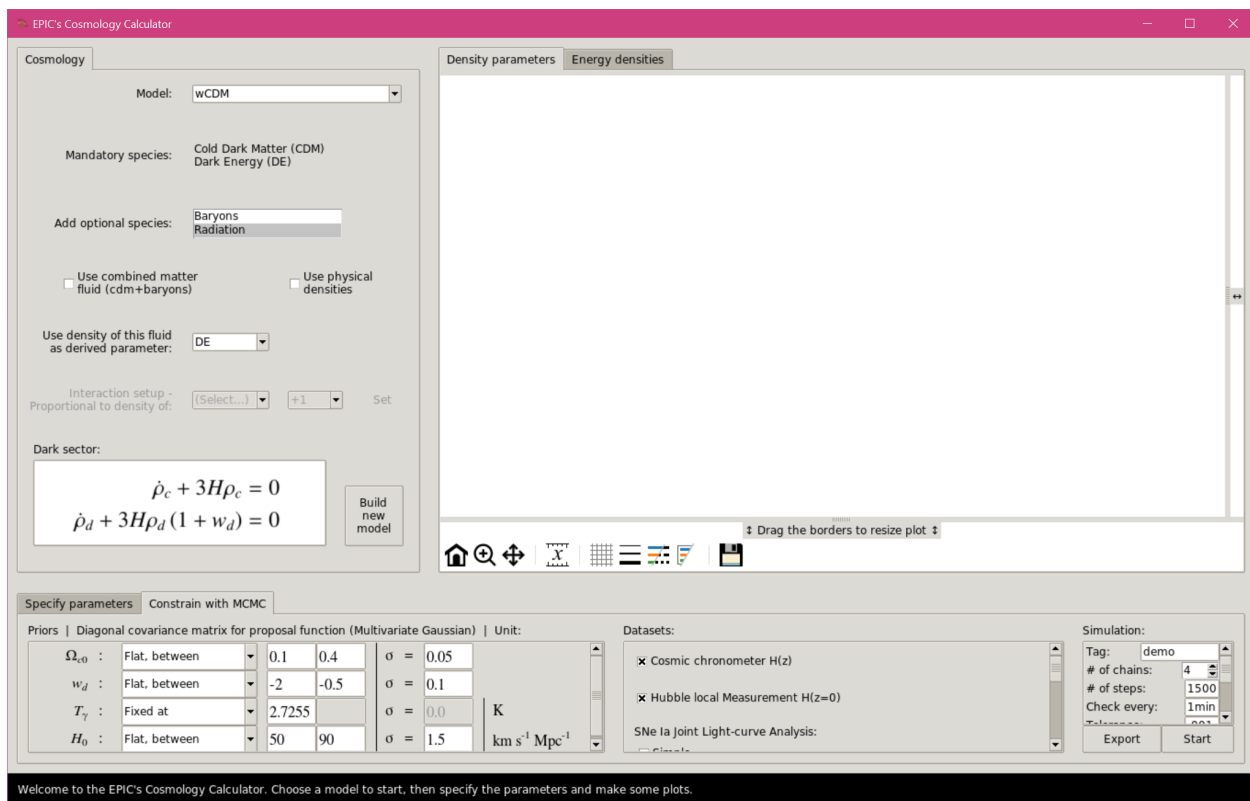 EPIC's Cosmology Calculator
Cosmology
Model: wCDM
Mandatory species: Cold Dark Matter (CDM)
Dark Energy (DE)
Add optional species: Baryons
Radiation
Use combined matter
fluid (cdm+baryons)
Use physical
densities
Use density of this fluid
as derived parameter: DE
Interaction setup -
Proportional to density of: (Select...) +1 Set
Dark sector:
ρ̇c + 3Hρc = 0
ρ̇d + 3Hρd (1 + wd) = 0
Build
new
model
Density parameters Energy densities
↕ Drag the borders to resize plot ↕
Specify parameters Constrain with MCMC
Priors | Diagonal covariance matrix for proposal function (Multivariate Gaussian) | Unit:
Ωc0 : Flat, between 0.1 0.4 σ = 0.05
wd : Flat, between -2 -0.5 σ = 0.1
Tγ : Fixed at 2.7255 σ = 0.0 K
H0 : Flat, between 50 90 σ = 1.5 km s-1 Mpc-1
Datasets:
Cosmic chronometer H(z)
Hubble local Measurement H(z=0)
SNe Ia Joint Light-curve Analysis:
Simulation:
Tag: demo
# of chains: 4
# of steps: 1500
Check every: 1min
Export Start
Welcome to the EPIC's Cosmology Calculator. Choose a model to start, then specify the parameters and make some plots.